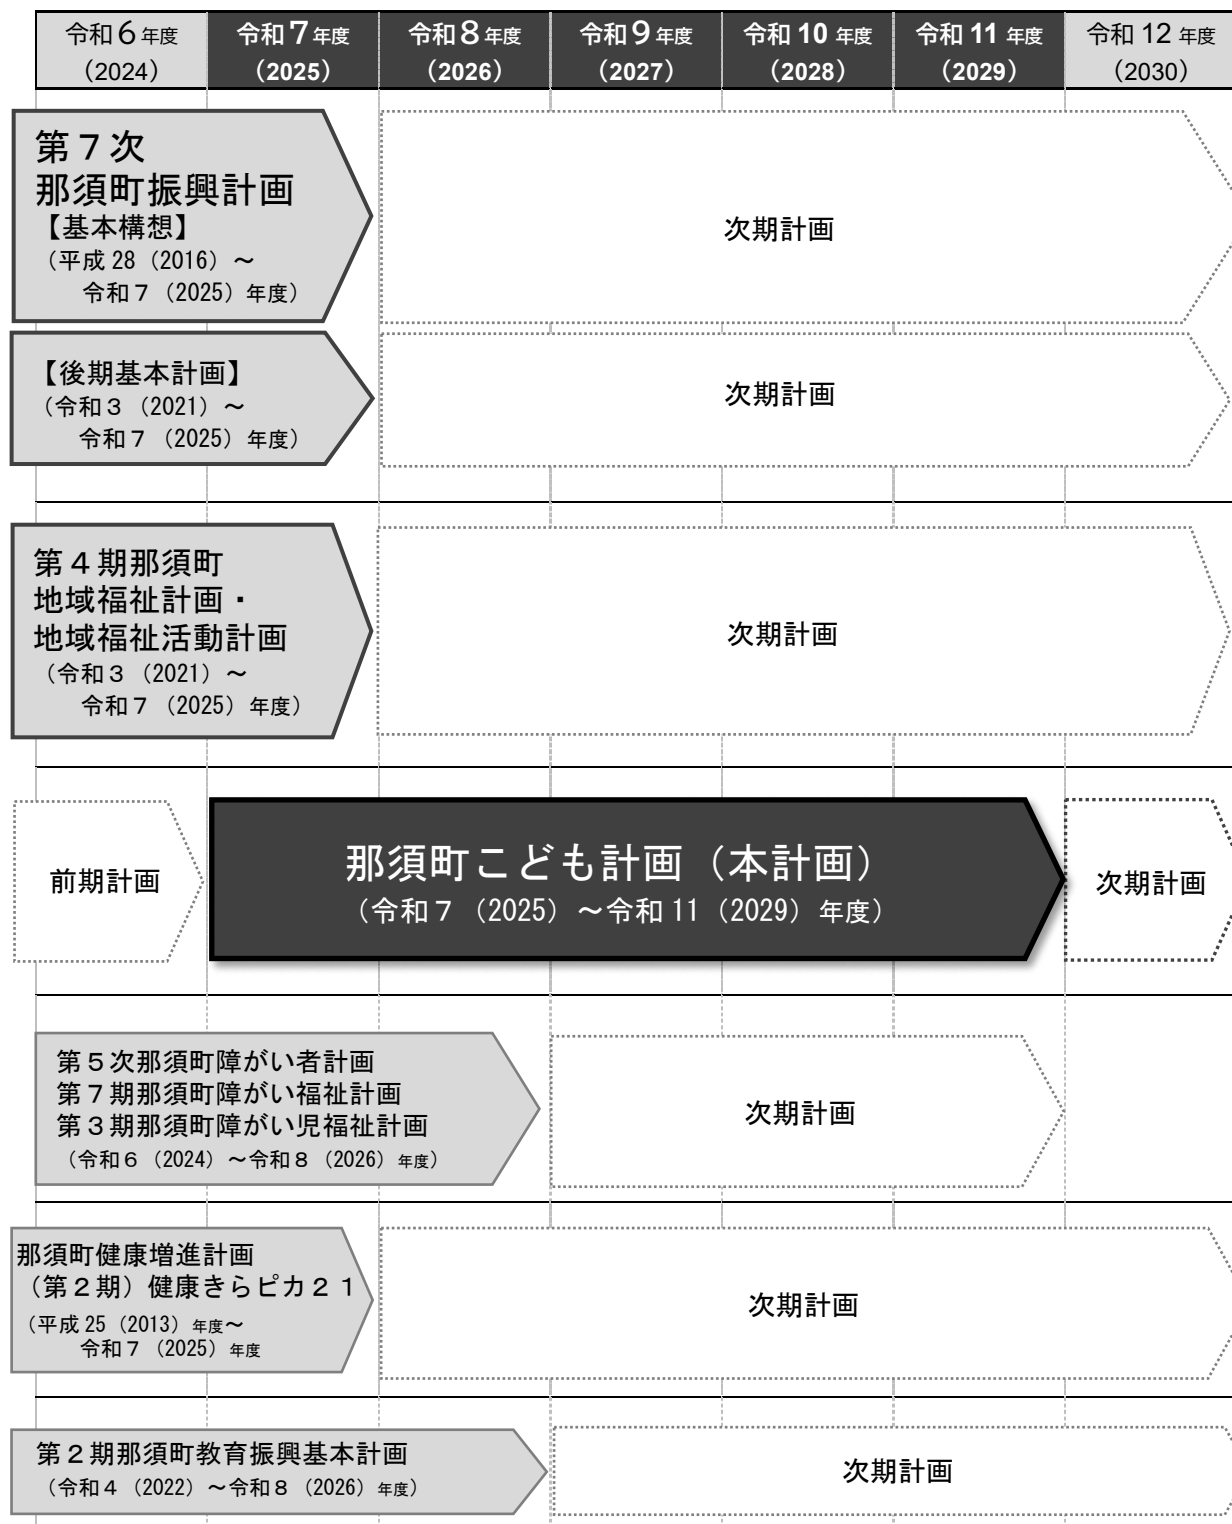 令和6年度 令和7年度 令和8年度 令和9年度 令和10年度 令和11年度 令和12年度
（2024） （2025） （2026） （2027） （2028） （2029） （2030）
第７次
那須町振興計画
【基本構想】
（平成28（2016）～
令和７（2025）年度）
次期計画
【後期基本計画】
（令和３（2021）～
令和７（2025）年度）
次期計画
第４期那須町
地域福祉計画・
地域福祉活動計画
（令和３（2021）～
令和７（2025）年度）
次期計画
前期計画
那須町こども計画（本計画）
（令和７（2025）～令和11（2029）年度）
次期計画
第５次那須町障がい者計画
第７期那須町障がい福祉計画
第３期那須町障がい児福祉計画
（令和６（2024）～令和８（2026）年度）
次期計画
那須町健康増進計画
（第２期）健康きらピカ２１
（平成25（2013）年度～
令和７（2025）年度
次期計画
第２期那須町教育振興基本計画
（令和４（2022）～令和８（2026）年度）
次期計画